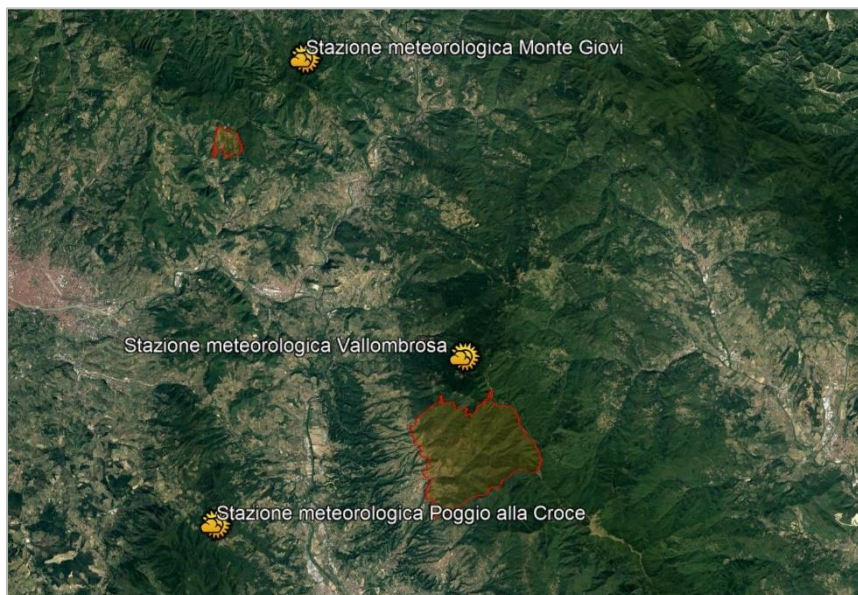 Stazione meteorologica Monte Giovi
Stazione meteorologica Vallombrosa
Stazione meteorologica Poggio alla Croce